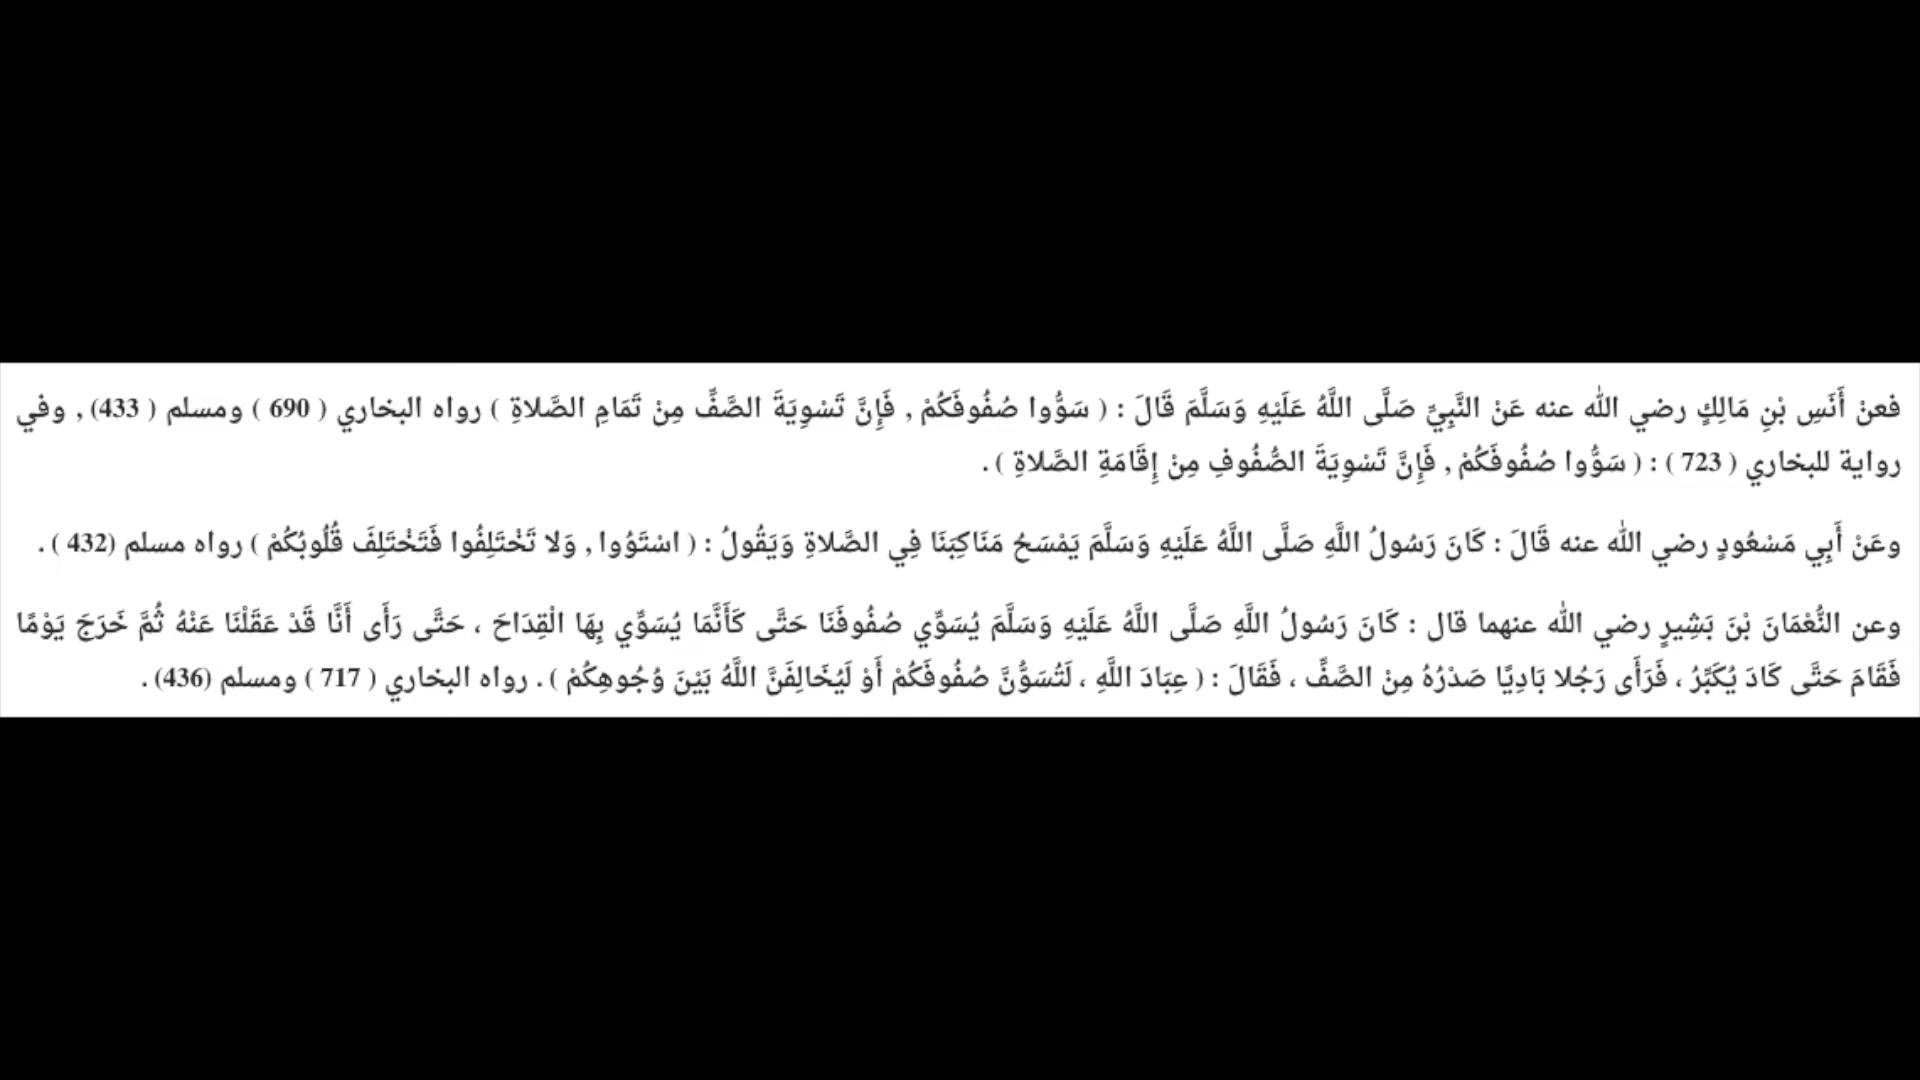 فعنْ أَنَسِ بْنِ مَالِكٍ رضي الله عنه عَنْ النَّبِيِّ صَلَّى اللَّهُ عَلَيْهِ وَسَلَّمَ قَالَ : ( سَوُّوا صُفُوفَكُمْ , فَإِنَّ تَسْوِيَةَ الصَّفِّ مِنْ تَمَامِ الصَّلاةِ ) رواه البخاري ( 690 ) ومسلم ( 433) , وفي
رواية للبخاري ( 723 ) : ( سَوُّوا صُفُوفَكُمْ , فَإِنَّ تَسْوِيَةَ الصُّفُوفِ مِنْ إِقَامَةِ الصَّلاةِ ) .
وعَنْ أَبِي مَسْعُودٍ رضي الله عنه قَالَ : كَانَ رَسُولُ اللَّهِ صَلَّى اللَّهُ عَلَيْهِ وَسَلَّمَ يَمْسَحُ مَنَاكِبَنَا فِي الصَّلاةِ وَيَقُولُ : ( اسْتَوُوا , وَلا تَخْتَلِفُوا فَتَخْتَلِفَ قُلُوبُكُمْ ) رواه مسلم (432 ) .
وعن النُّعْمَانَ بْنَ بَشِيرٍ رضي الله عنهما قال : كَانَ رَسُولُ اللَّهِ صَلَّى اللَّهُ عَلَيْهِ وَسَلَّمَ يُسَوِّي صُفُوفَنَا حَتَّى كَأَنَّمَا يُسَوِّي بِهَا الْقِدَاحَ ، حَتَّى رَأَى أَنَّا قَدْ عَقَلْنَا عَنْهُ ثُمَّ خَرَجَ يَوْمًا
فَقَامَ حَتَّى كَادَ يُكَبِّرُ ، فَرَأَى رَجُلا بَادِيًا صَدْرُهُ مِنْ الصَّفِّ ، فَقَالَ : ( عِبَادَ اللَّهِ ، لَتُسَوُّنَّ صُفُوفَكُمْ أَوْ لَيُخَالِفَنَّ اللَّهُ بَيْنَ وُجُوهِكُمْ ) . رواه البخاري ( 717 ) ومسلم (436) .